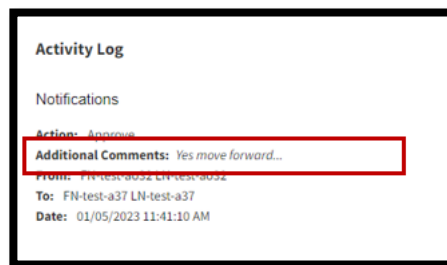 Activity Log
Notifications
Action: Approve
Additional Comments: Yes move forward...
From: FN-test-a032 LN-test-a032
To: FN-test-a37 LN-test-a37
Date: 01/05/2023 11:41:10 AM